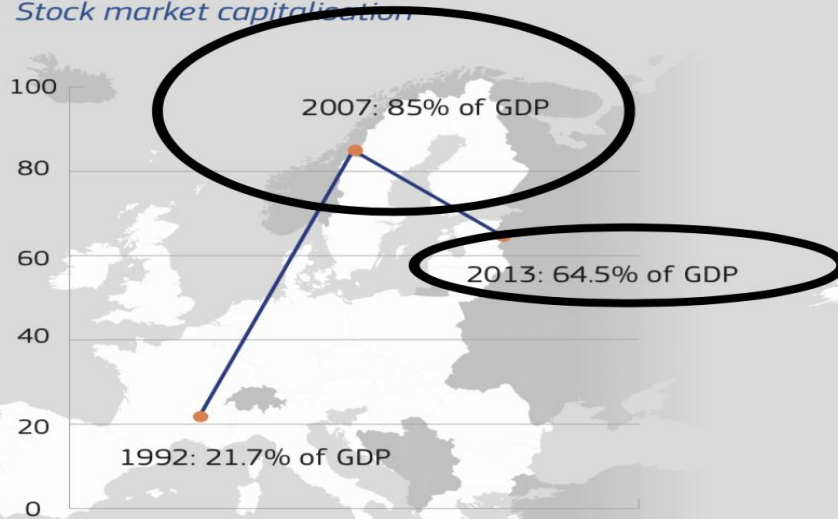 Stock market capitalisation
100
2007: 85% of GDP
80
60
2013: 64.5% of GDP
40
20
1992: 21.7% of GDP
0